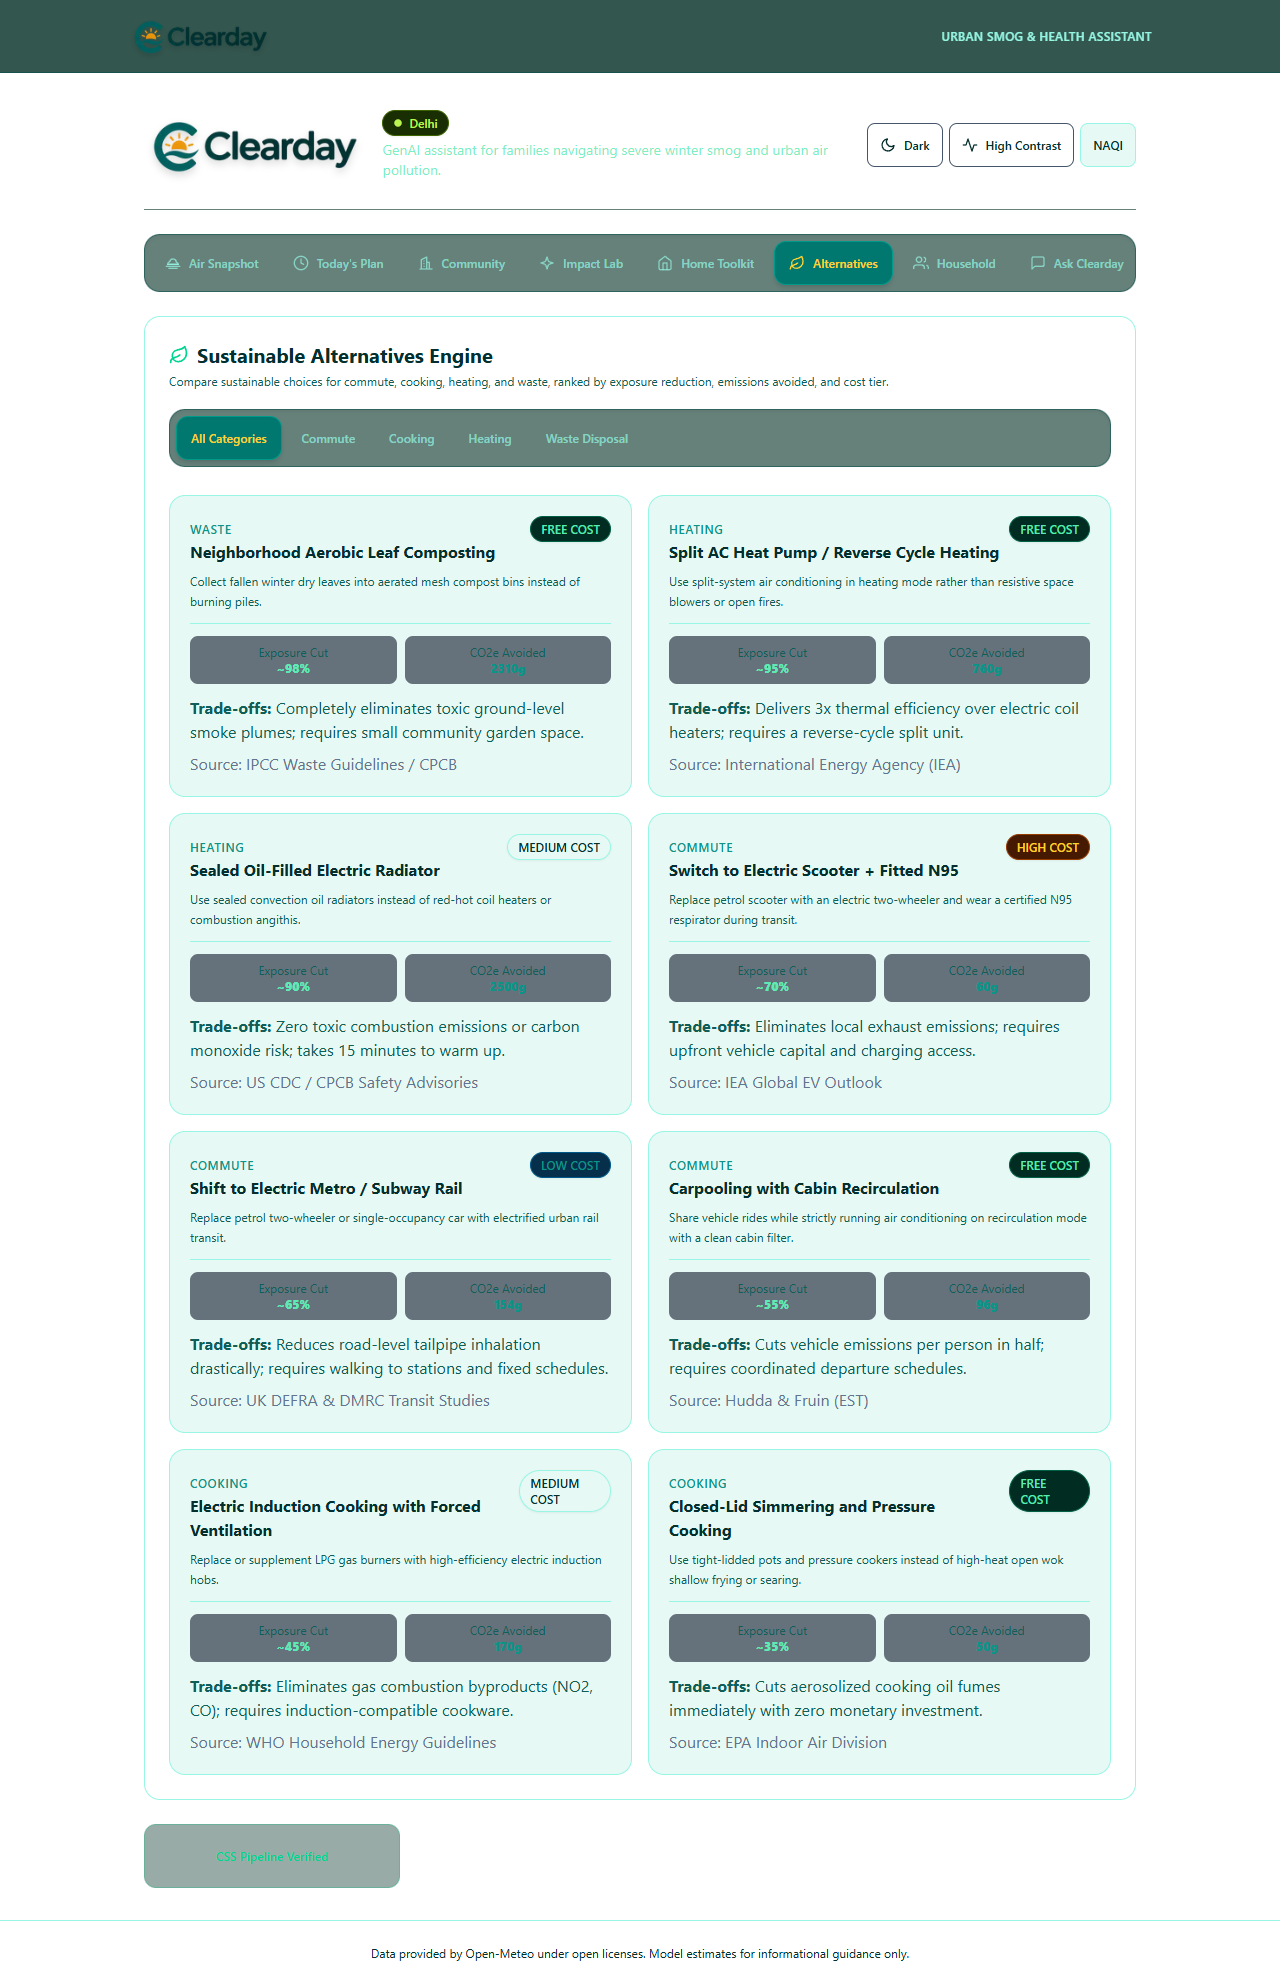 Clearday
URBAN SMOG & HEALTH ASSISTANT
Clearday
Delhi
GenAI assistant for families navigating severe winter smog and urban air
pollution.
Dark
High Contrast
NAQI
Air Snapshot
Today's Plan
Community
Impact Lab
Home Toolkit
Alternatives
Household
Ask Clearday
Sustainable Alternatives Engine
Compare sustainable choices for commute, cooking, heating, and waste, ranked by exposure reduction, emissions avoided, and cost tier.
All Categories
Commute
Cooking
Heating
Waste Disposal
WASTE
FREE COST
Neighborhood Aerobic Leaf Composting
Collect fallen winter dry leaves into aerated mesh compost bins instead of
burning piles.
Exposure Cut
~98%
CO2e Avoided
2310g
Trade-offs: Completely eliminates toxic ground-level
smoke plumes; requires small community garden space.
Source: IPCC Waste Guidelines / CPCB
HEATING
FREE COST
Split AC Heat Pump / Reverse Cycle Heating
Use split-system air conditioning in heating mode rather than resistive space
blowers or open fires.
Exposure Cut
~95%
CO2e Avoided
760g
Trade-offs: Delivers 3x thermal efficiency over electric coil
heaters; requires a reverse-cycle split unit.
Source: International Energy Agency (IEA)
HEATING
MEDIUM COST
Sealed Oil-Filled Electric Radiator
Use sealed convection oil radiators instead of red-hot coil heaters or
combustion angithis.
Exposure Cut
~90%
CO2e Avoided
2500g
Trade-offs: Zero toxic combustion emissions or carbon
monoxide risk; takes 15 minutes to warm up.
Source: US CDC / CPCB Safety Advisories
COMMUTE
HIGH COST
Switch to Electric Scooter + Fitted N95
Replace petrol scooter with an electric two-wheeler and wear a certified N95
respirator during transit.
Exposure Cut
~70%
CO2e Avoided
60g
Trade-offs: Eliminates local exhaust emissions; requires
upfront vehicle capital and charging access.
Source: IEA Global EV Outlook
COMMUTE
LOW COST
Shift to Electric Metro / Subway Rail
Replace petrol two-wheeler or single-occupancy car with electrified urban rail
transit.
Exposure Cut
~65%
CO2e Avoided
154g
Trade-offs: Reduces road-level tailpipe inhalation
drastically; requires walking to stations and fixed schedules.
Source: UK DEFRA & DMRC Transit Studies
COMMUTE
FREE COST
Carpooling with Cabin Recirculation
Share vehicle rides while strictly running air conditioning on recirculation mode
with a clean cabin filter.
Exposure Cut
~55%
CO2e Avoided
96g
Trade-offs: Cuts vehicle emissions per person in half;
requires coordinated departure schedules.
Source: Hudda & Fruin (EST)
COOKING
MEDIUM
COST
Electric Induction Cooking with Forced
Ventilation
Replace or supplement LPG gas burners with high-efficiency electric induction
hobs.
Exposure Cut
~45%
CO2e Avoided
170g
Trade-offs: Eliminates gas combustion byproducts (NO2,
CO); requires induction-compatible cookware.
Source: WHO Household Energy Guidelines
COOKING
FREE
COST
Closed-Lid Simmering and Pressure
Cooking
Use tight-lidded pots and pressure cookers instead of high-heat open wok
shallow frying or searing.
Exposure Cut
~35%
CO2e Avoided
50g
Trade-offs: Cuts aerosolized cooking oil fumes
immediately with zero monetary investment.
Source: EPA Indoor Air Division
CSS Pipeline Verified
Data provided by Open-Meteo under open licenses. Model estimates for informational guidance only.